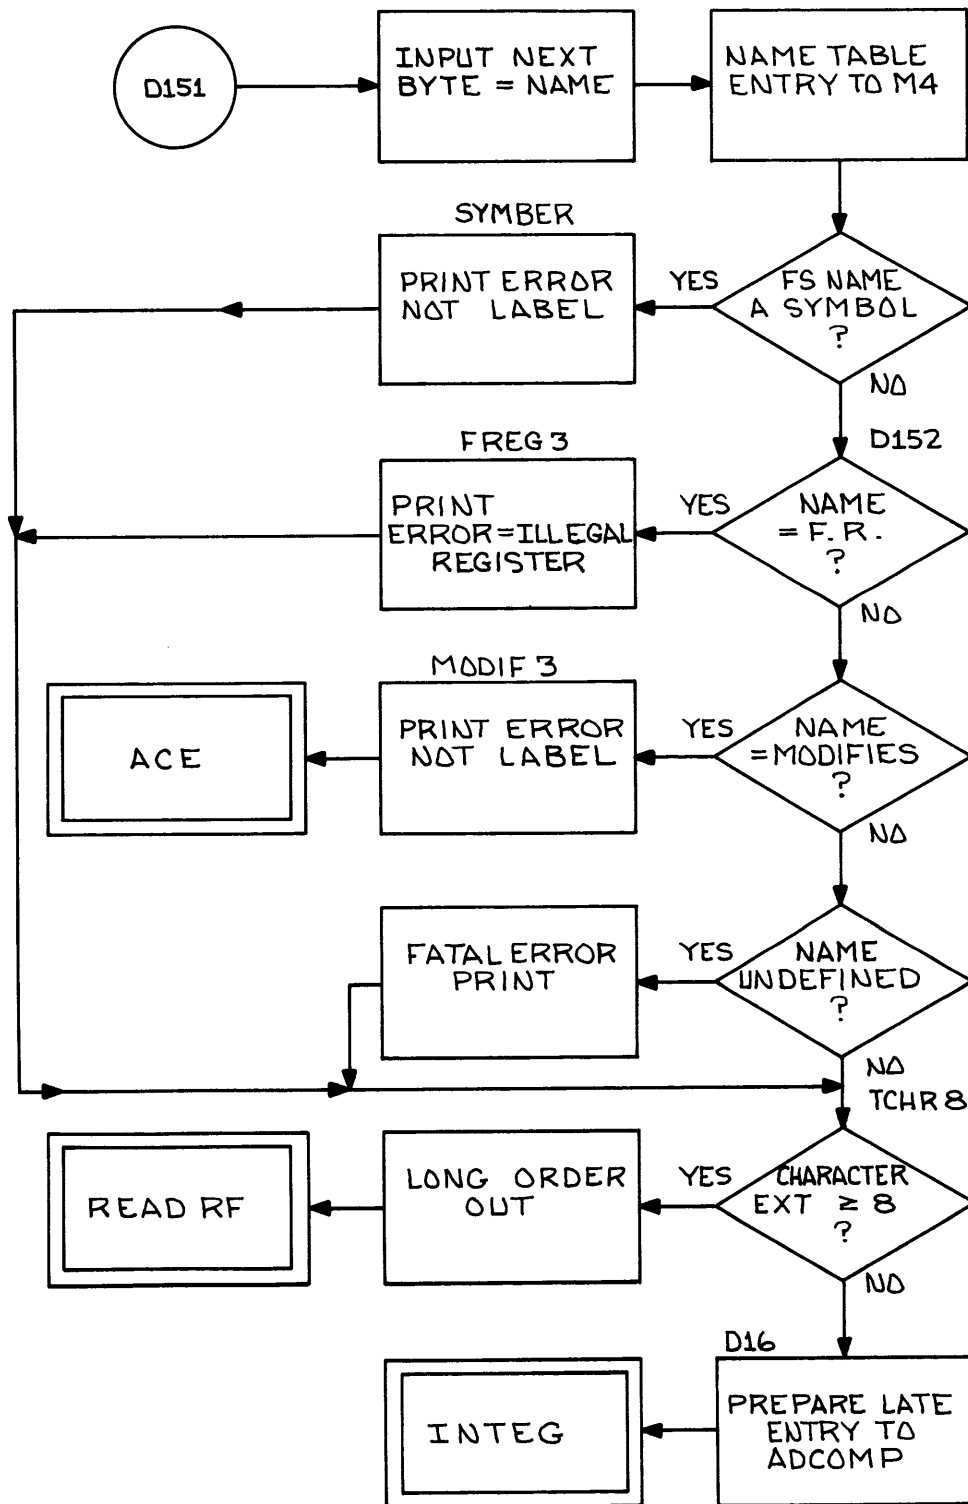 D151
INPUT NEXT
BYTE = NAME
NAME TABLE
ENTRY TO M4
SYMBER
PRINT ERROR
NOT LABEL
YES
FS NAME
A SYMBOL
?
NO
D152
FREG 3
PRINT
ERROR=ILLEGAL
REGISTER
YES
NAME
= F.R.
?
NO
MODIF 3
ACE
PRINT ERROR
NOT LABEL
YES
NAME
=MODIFIES
?
NO
FATAL ERROR
PRINT
YES
NAME
UNDEFINED
?
NO
TCHR 8
READ RF
LONG ORDER
OUT
YES
CHARACTER
EXT ≥ 8
?
NO
D16
INTEG
PREPARE LATE
ENTRY TO
ADCOMP